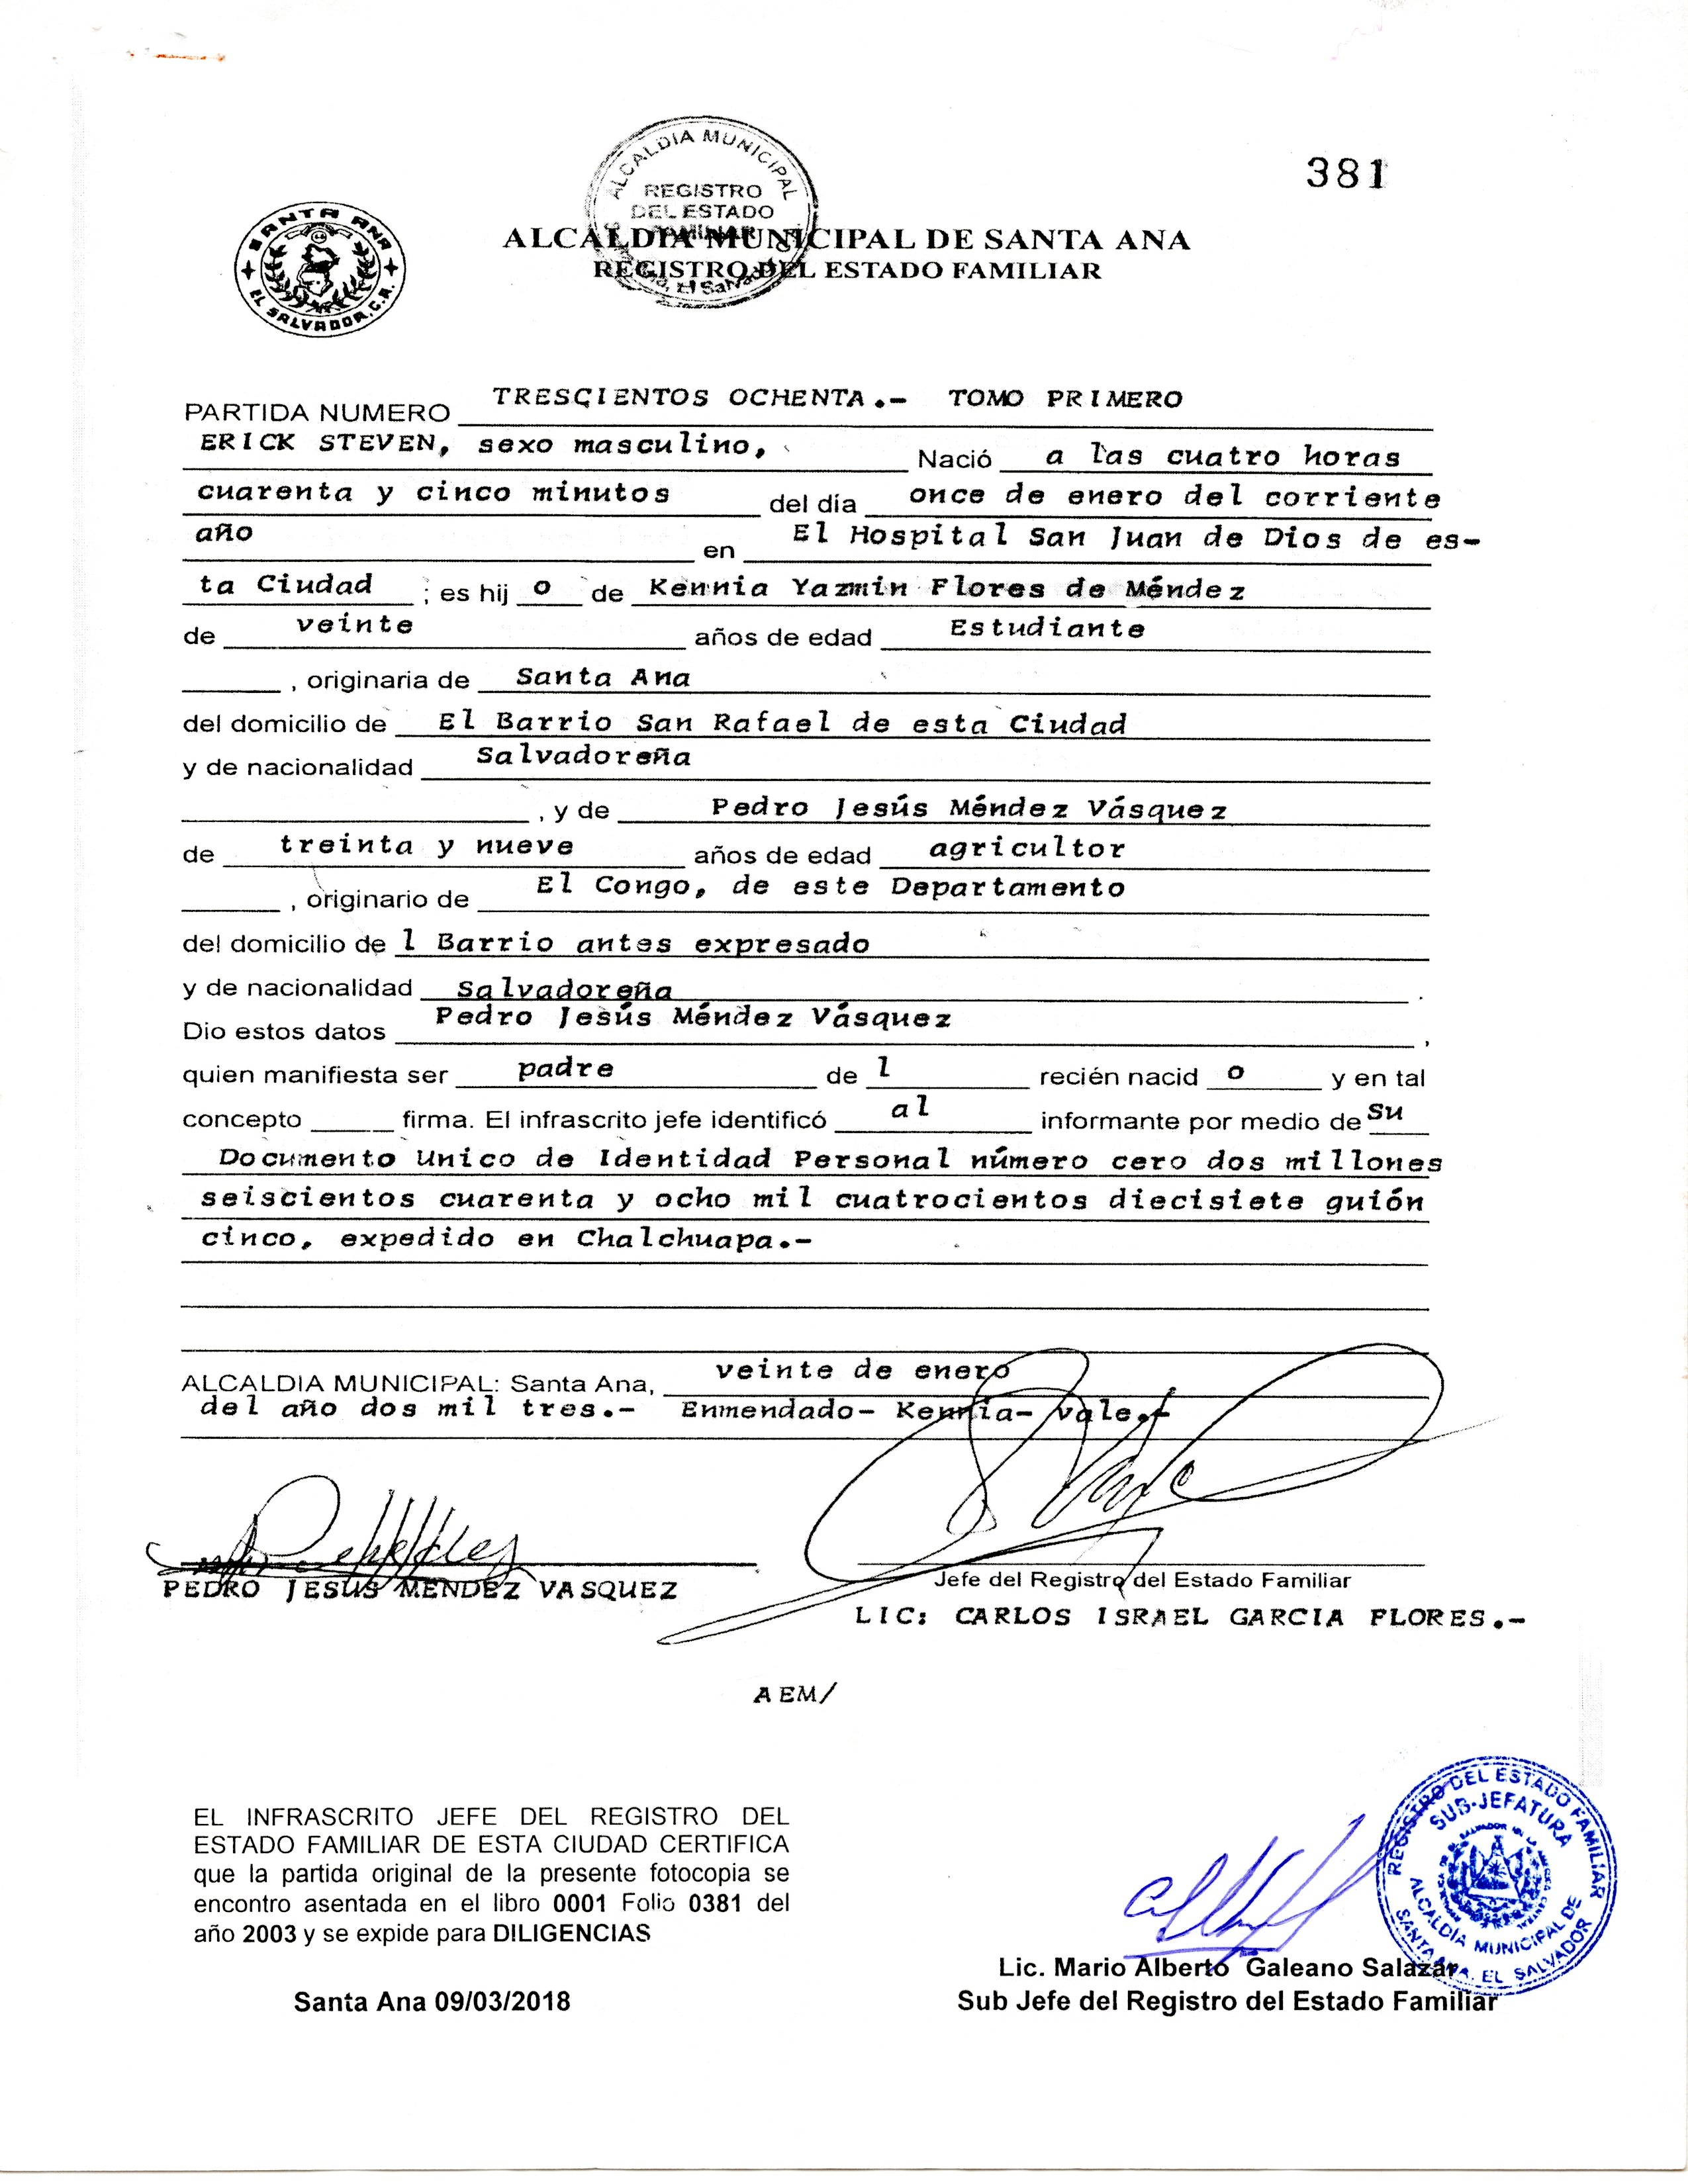 381
ALCALDIA MUNICIPAL
REGISTRO
DEL ESTADO
SANTA ANA
EL SALVADOR, C.A.
ALCALDIA MUNICIPAL DE SANTA ANA
REGISTRO DEL ESTADO FAMILIAR
PARTIDA NUMERO TRESCIENTOS OCHENTA.- TOMO PRIMERO
ERICK STEVEN, sexo masculino, Nació a las cuatro horas
cuarenta y cinco minutos del día once de enero del corriente
año en El Hospital San Juan de Dios de es-
ta Ciudad ; es hij o de Kennia Yazmin Flores de Méndez
de veinte años de edad Estudiante
, originaria de Santa Ana
del domicilio de El Barrio San Rafael de esta Ciudad
y de nacionalidad Salvadoreña
, y de Pedro Jesús Méndez Vásquez
de treinta y nueve años de edad agricultor
, originario de El Congo, de este Departamento
del domicilio de l Barrio antes expresado
y de nacionalidad Salvadoreña .
Dio estos datos Pedro Jesús Méndez Vásquez ,
quien manifiesta ser padre de l recién nacid o y en tal
concepto firma. El infrascrito jefe identificó al informante por medio de Su
Documento Unico de Identidad Personal número cero dos millones
seiscientos cuarenta y ocho mil cuatrocientos diecisiete guión
cinco, expedido en Chalchuapa.-
ALCALDIA MUNICIPAL: Santa Ana, veinte de enero
del año dos mil tres.- Enmendado- Kennia- vale.-
PEDRO JESUS MENDEZ VASQUEZ
Jefe del Registro del Estado Familiar
LIC: CARLOS ISRAEL GARCIA FLORES.-
AEM/
EL INFRASCRITO JEFE DEL REGISTRO DEL
ESTADO FAMILIAR DE ESTA CIUDAD CERTIFICA
que la partida original de la presente fotocopia se
encontro asentada en el libro 0001 Folio 0381 del
año 2003 y se expide para DILIGENCIAS
Santa Ana 09/03/2018
REGISTRO DEL ESTADO FAMILIAR
SUB-JEFATURA
ALCALDÍA MUNICIPAL DE
SANTA ANA, EL SALVADOR
Lic. Mario Alberto Galeano Salazar
Sub Jefe del Registro del Estado Familiar